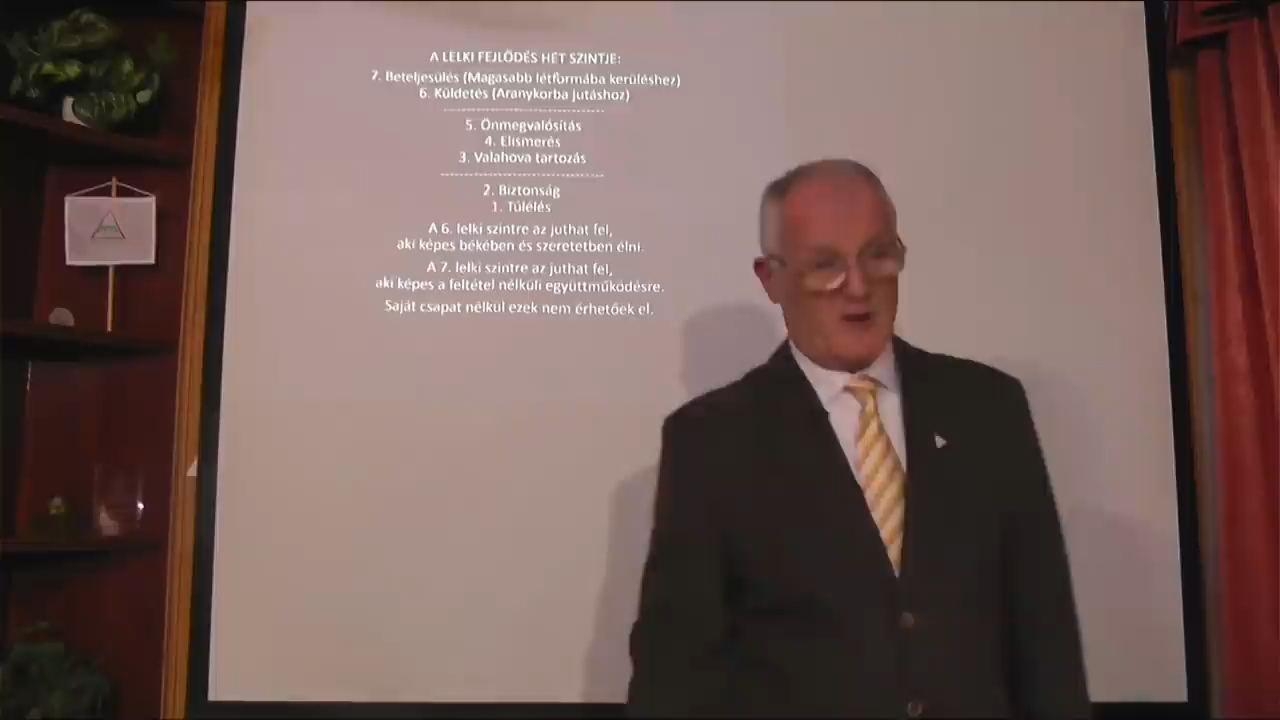 A LELKI FEJLŐDÉS HÉT SZINTJE:
7. Beteljesülés (Magasabb létformába kerüléshez)
6. Küldetés (Aranykorba jutáshoz)
----------------------------
5. Önmegvalósítás
4. Elismerés
3. Valahova tartozás
----------------------------
2. Biztonság
1. Túlélés
A 6. lelki szintre az juthat fel,
aki képes békében és szeretetben élni.
A 7. lelki szintre az juthat fel,
aki képes a feltétel nélküli együttműködésre.
Saját csapat nélkül ezek nem érhetőek el.